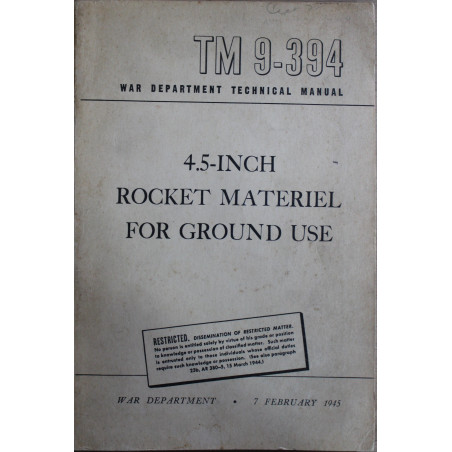 TM 9-394
WAR DEPARTMENT TECHNICAL MANUAL
4.5-INCH
ROCKET MATERIEL
FOR GROUND USE
RESTRICTED. DISSEMINATION OF RESTRICTED MATTER.
No person is entitled solely by virtue of his grade or position
to knowledge or possession of classified matter. Such matter
is entrusted only to those individuals whose official duties
require such knowledge or possession. (See also paragraph
23b, AR 380-5, 15 March 1944.)
WAR DEPARTMENT • 7 FEBRUARY 1945